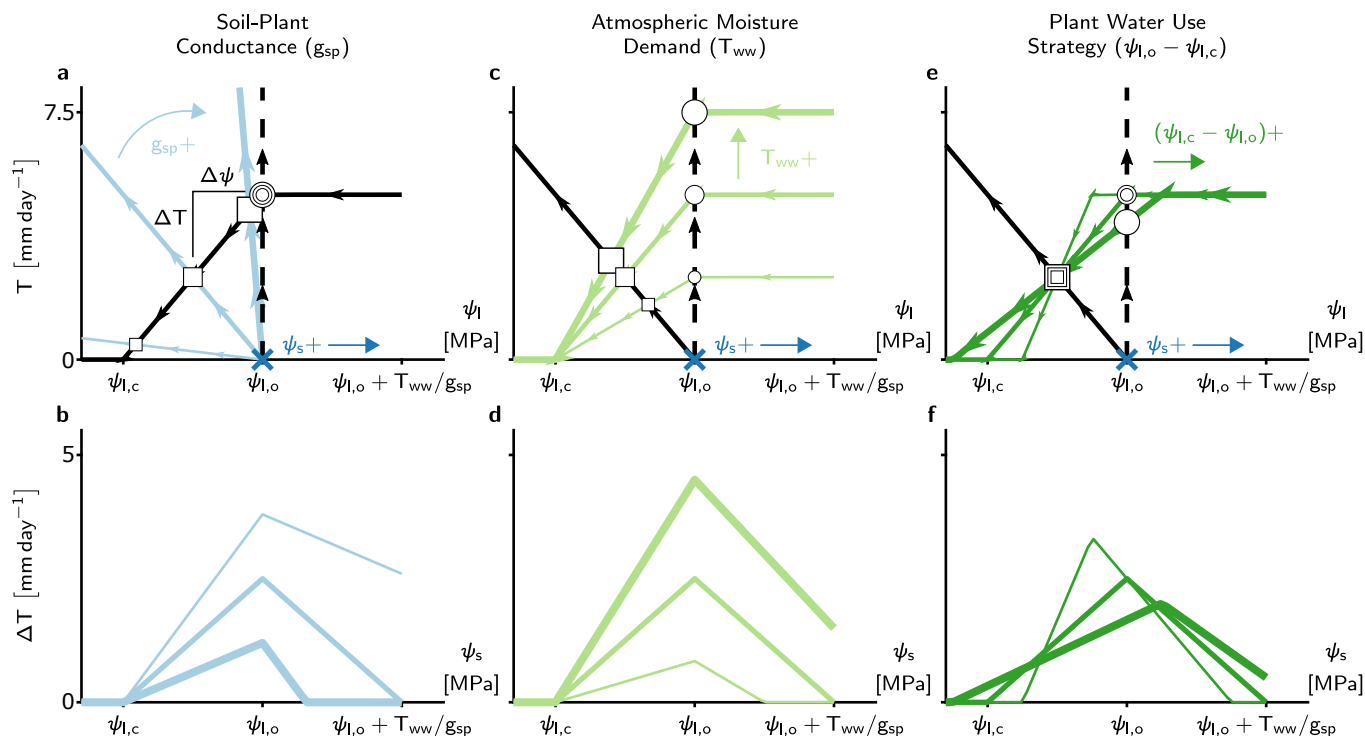 Soil-Plant
Conductance (gsp)
Atmospheric Moisture
Demand (Tww)
Plant Water Use
Strategy (ψl,o − ψl,c)
a
c
e
7.5
gsp+
Δψ
ΔT
Tww+
(ψl,c − ψl,o)+
T [mm day−1]
ψl
[MPa]
ψl
[MPa]
ψl
[MPa]
ψs+
ψs+
ψs+
0
ψl,c
ψl,o
ψl,o + Tww/gsp
ψl,c
ψl,o
ψl,o + Tww/gsp
ψl,c
ψl,o
ψl,o + Tww/gsp
b
d
f
5
ΔT [mm day−1]
ψs
[MPa]
ψs
[MPa]
ψs
[MPa]
0
ψl,c
ψl,o
ψl,o + Tww/gsp
ψl,c
ψl,o
ψl,o + Tww/gsp
ψl,c
ψl,o
ψl,o + Tww/gsp